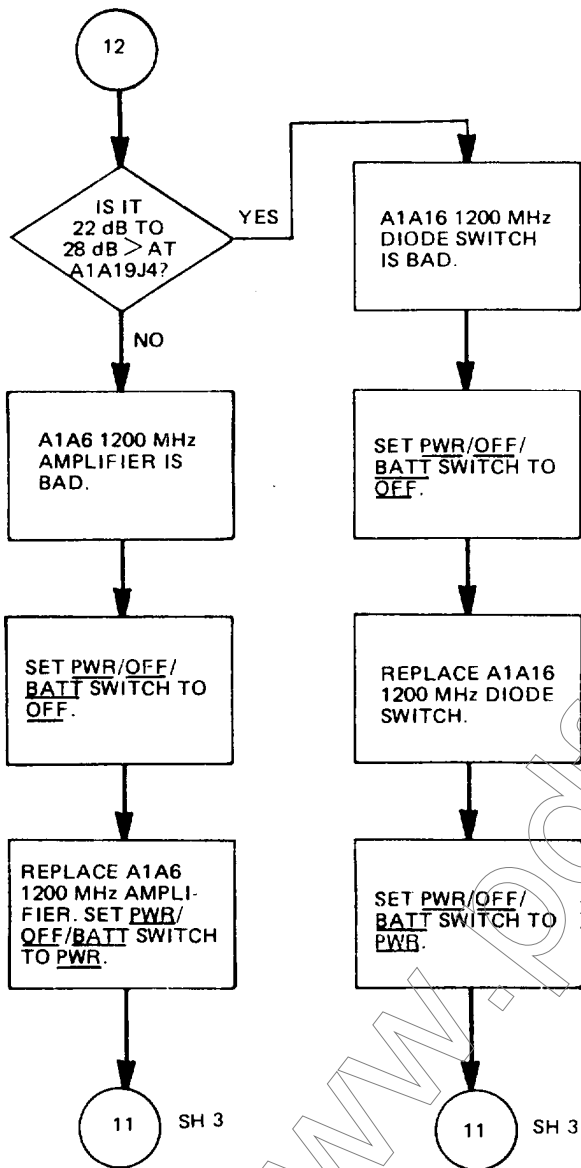 12
IS IT
22 dB TO
28 dB > AT
A1A19J4?
YES
NO
A1A6 1200 MHz
AMPLIFIER IS
BAD.
SET PWR/OFF/
BATT SWITCH TO
OFF.
REPLACE A1A6
1200 MHz AMPLI-
FIER. SET PWR/
OFF/BATT SWITCH
TO PWR.
11 SH 3
A1A16 1200 MHz
DIODE SWITCH
IS BAD.
SET PWR/OFF/
BATT SWITCH TO
OFF.
REPLACE A1A16
1200 MHz DIODE
SWITCH.
SET PWR/OFF/
BATT SWITCH TO
PWR.
11 SH 3
www.pdf